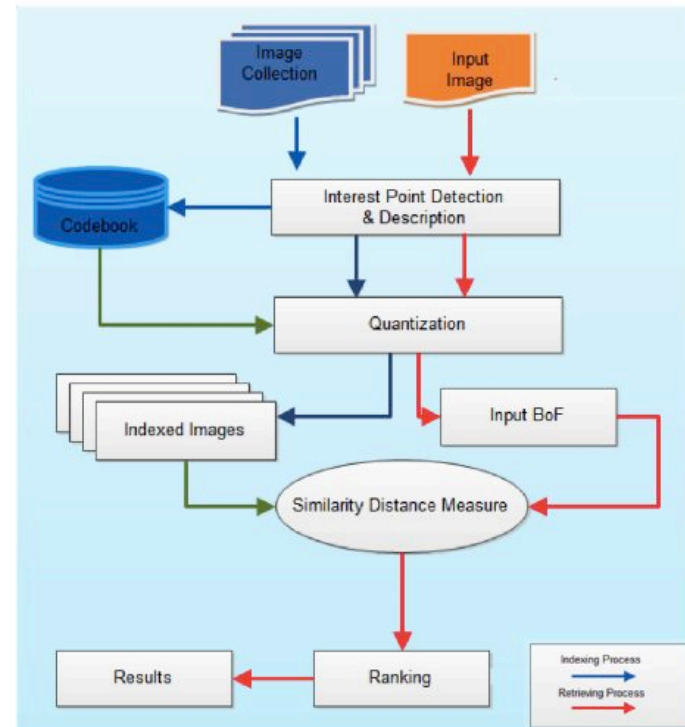 Image
Collection
Input
Image
Interest Point Detection
& Description
Codebook
Quantization
Indexed Images
Input BoF
Similarity Distance Measure
Results
Ranking
Indexing Process
Retrieving Process